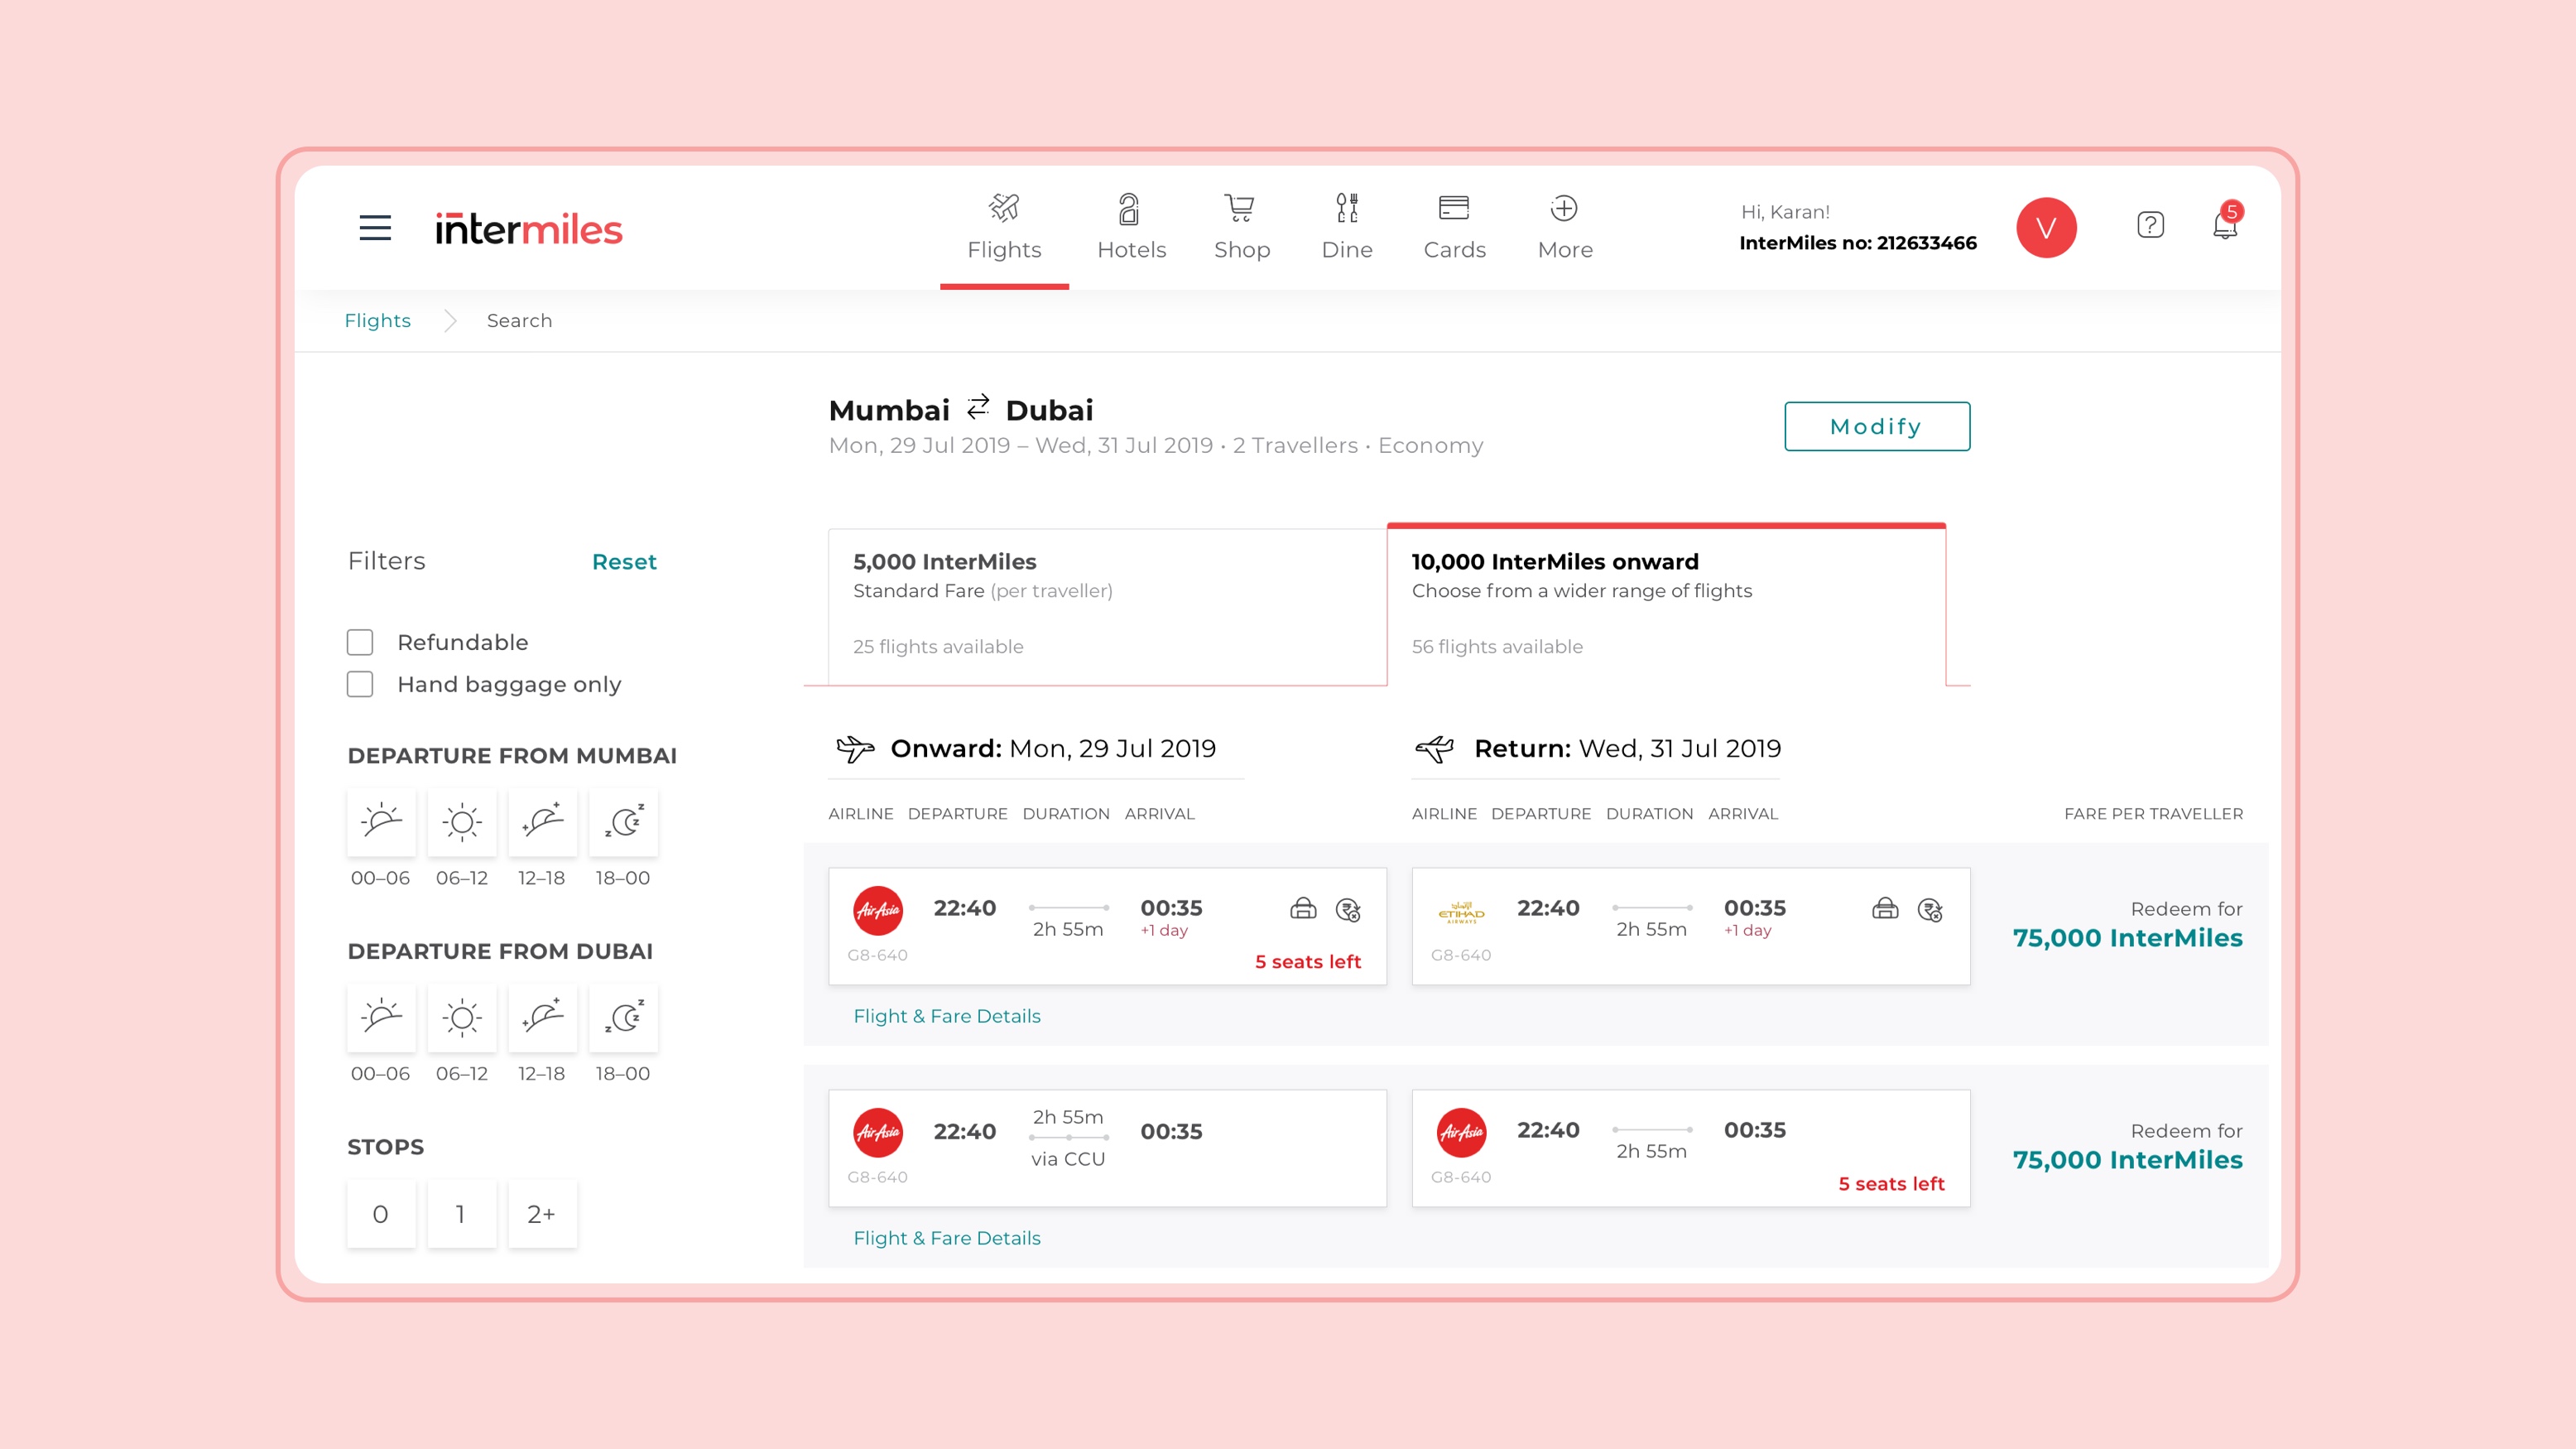 intermiles
Flights
Hotels
Shop
Dine
Cards
More
Hi, Karan!
InterMiles no: 212633466
V
?
5
Flights
Search
Mumbai
Dubai
Mon, 29 Jul 2019 – Wed, 31 Jul 2019 • 2 Travellers • Economy
Modify
Filters
Reset
Refundable
Hand baggage only
DEPARTURE FROM MUMBAI
z
z
z
00–06
06–12
12–18
18–00
DEPARTURE FROM DUBAI
z
z
z
00–06
06–12
12–18
18–00
STOPS
0
1
2+
5,000 InterMiles
Standard Fare (per traveller)
25 flights available
10,000 InterMiles onward
Choose from a wider range of flights
56 flights available
Onward: Mon, 29 Jul 2019
Return: Wed, 31 Jul 2019
AIRLINE DEPARTURE DURATION ARRIVAL
AIRLINE DEPARTURE DURATION ARRIVAL
FARE PER TRAVELLER
AirAsia
G8-640
22:40
2h 55m
00:35
+1 day
5 seats left
ETIHAD
AIRWAYS
G8-640
22:40
2h 55m
00:35
+1 day
Redeem for
75,000 InterMiles
Flight & Fare Details
AirAsia
G8-640
22:40
2h 55m
via CCU
00:35
AirAsia
G8-640
22:40
2h 55m
00:35
5 seats left
Redeem for
75,000 InterMiles
Flight & Fare Details